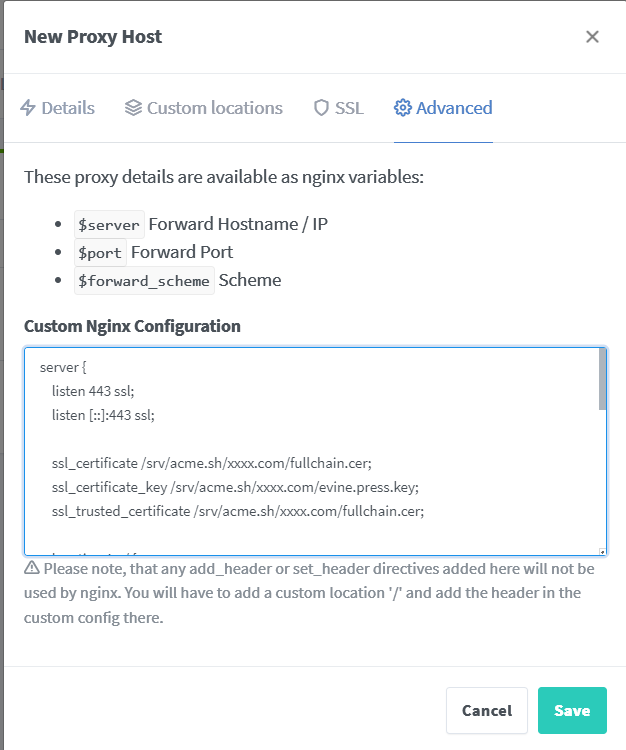 New Proxy Host
Details Custom locations SSL Advanced
These proxy details are available as nginx variables:
• $server Forward Hostname / IP
• $port Forward Port
• $forward_scheme Scheme
Custom Nginx Configuration
server {
listen 443 ssl;
listen [::]:443 ssl;
ssl_certificate /srv/acme.sh/xxxx.com/fullchain.cer;
ssl_certificate_key /srv/acme.sh/xxxx.com/evine.press.key;
ssl_trusted_certificate /srv/acme.sh/xxxx.com/fullchain.cer;
Please note, that any add_header or set_header directives added here will not be
used by nginx. You will have to add a custom location '/' and add the header in the
custom config there.
Cancel Save